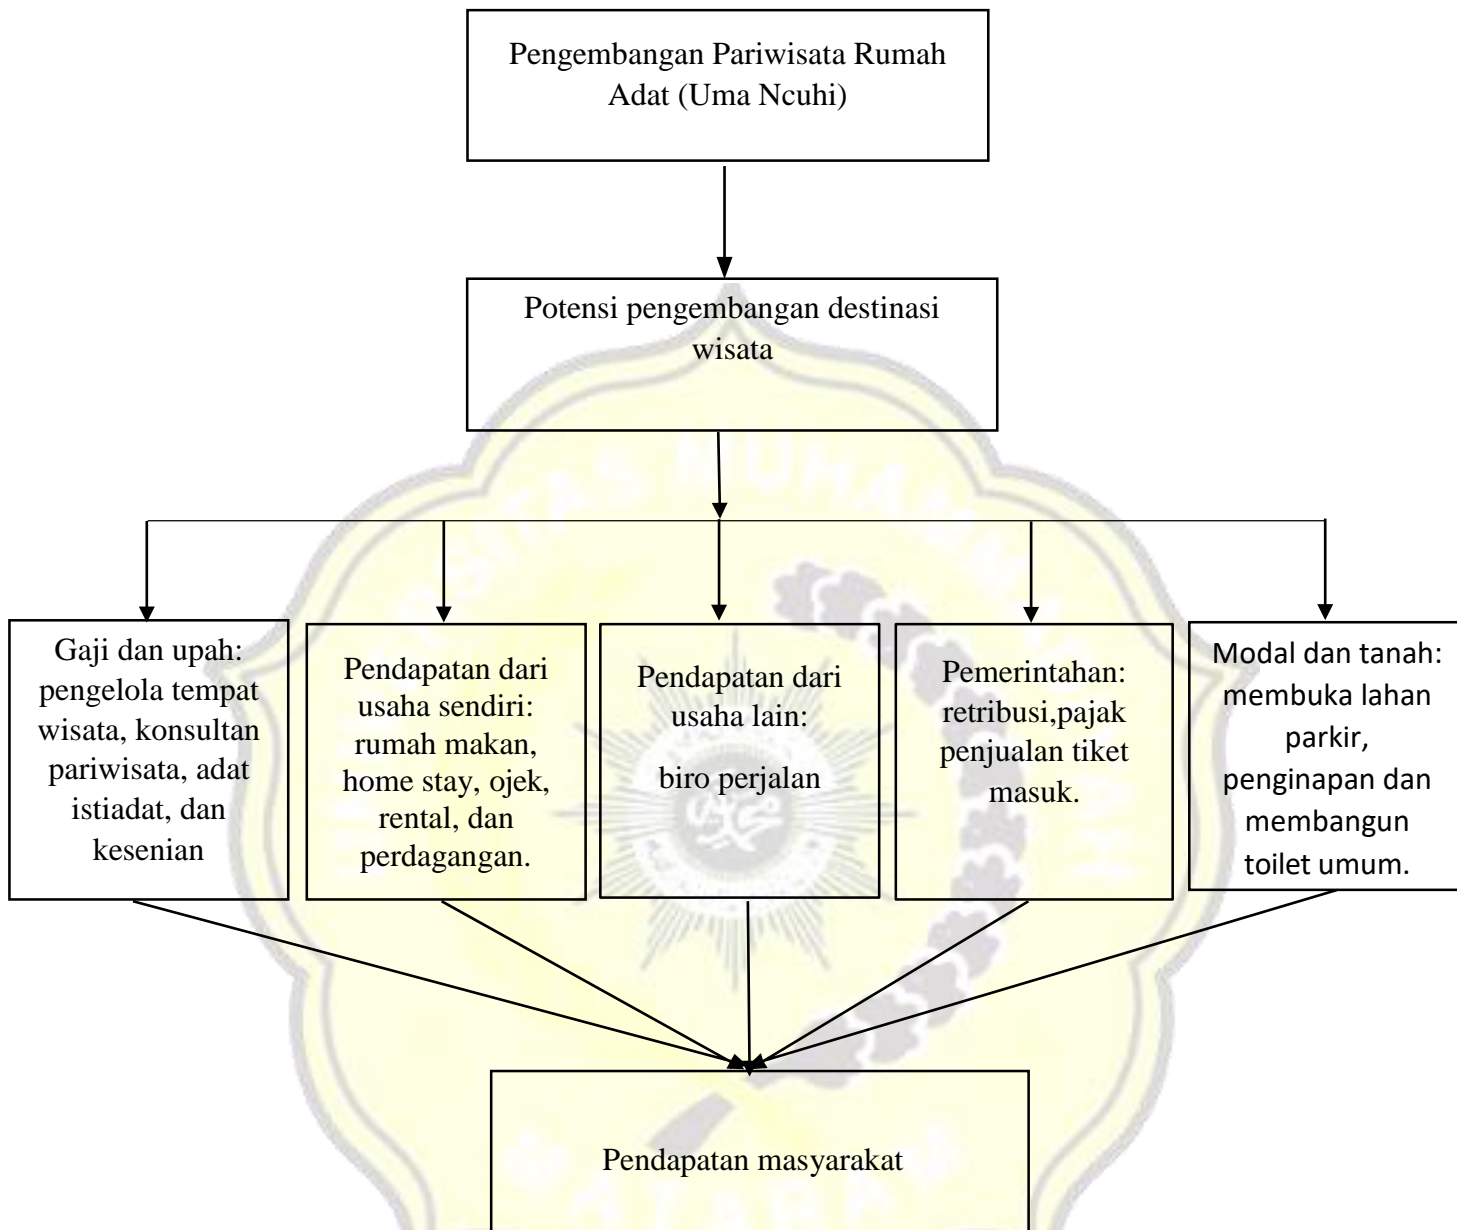 Pengembangan Pariwisata Rumah
Adat (Uma Ncuhi)
Potensi pengembangan destinasi
wisata
Gaji dan upah:
pengelola tempat
wisata, konsultan
pariwisata, adat
istiadat, dan
kesenian
Pendapatan dari
usaha sendiri:
rumah makan,
home stay, ojek,
rental, dan
perdagangan.
Pendapatan dari
usaha lain:
biro perjalan
Pemerintahan:
retribusi,pajak
penjualan tiket
masuk.
Modal dan tanah:
membuka lahan
parkir,
penginapan dan
membangun
toilet umum.
Pendapatan masyarakat
MATARAM